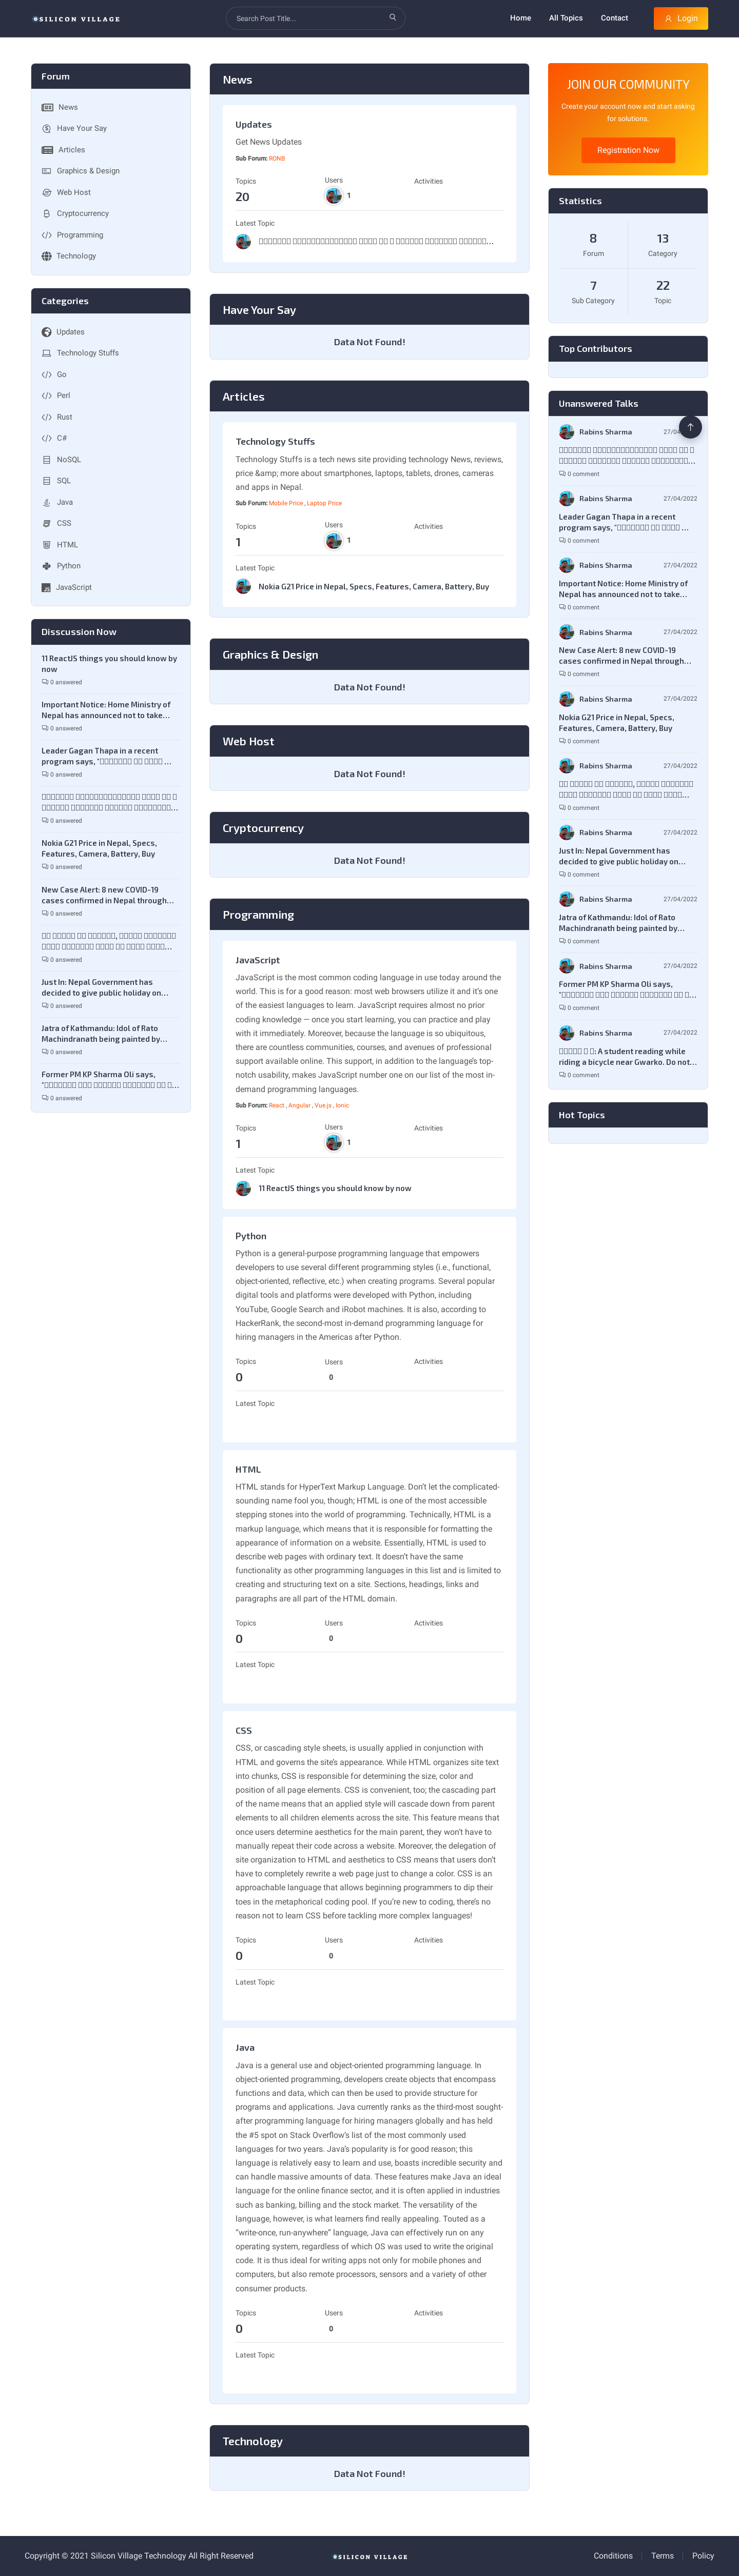 SILICON VILLAGE
Search Post Title...
Home
All Topics
Contact
Login
Forum
News
Have Your Say
Articles
Graphics & Design
Web Host
Cryptocurrency
Programming
Technology
Categories
Updates
Technology Stuffs
Go
Perl
Rust
C#
NoSQL
SQL
Java
CSS
HTML
Python
JavaScript
Disscussion Now
11 ReactJS things you should know by
now
0 answered
Important Notice: Home Ministry of
Nepal has announced not to take...
0 answered
Leader Gagan Thapa in a recent
program says, "
0 answered
0 answered
Nokia G21 Price in Nepal, Specs,
Features, Camera, Battery, Buy
0 answered
New Case Alert: 8 new COVID-19
cases confirmed in Nepal through...
0 answered
0 answered
Just In: Nepal Government has
decided to give public holiday on...
0 answered
Jatra of Kathmandu: Idol of Rato
Machindranath being painted by...
0 answered
Former PM KP Sharma Oli says,
0 answered
News
Updates
Get News Updates
Sub Forum: RONB
Topics
Users
Activities
20
1
Latest Topic
Have Your Say
Data Not Found!
Articles
Technology Stuffs
Technology Stuffs is a tech news site providing technology News, reviews,
price &amp; more about smartphones, laptops, tablets, drones, cameras
and apps in Nepal.
Sub Forum: Mobile Price , Laptop Price
Topics
Users
Activities
1
1
Latest Topic
Nokia G21 Price in Nepal, Specs, Features, Camera, Battery, Buy
Graphics & Design
Data Not Found!
Web Host
Data Not Found!
Cryptocurrency
Data Not Found!
Programming
JavaScript
JavaScript is the most common coding language in use today around the
world. This is for a good reason: most web browsers utilize it and it's one
of the easiest languages to learn. JavaScript requires almost no prior
coding knowledge — once you start learning, you can practice and play
with it immediately. Moreover, because the language is so ubiquitous,
there are countless communities, courses, and avenues of professional
support available online. This support, in addition to the language's top-
notch usability, makes JavaScript number one on our list of the most in-
demand programming languages.
Sub Forum: React , Angular , Vue.js , Ionic
Topics
Users
Activities
1
1
Latest Topic
11 ReactJS things you should know by now
Python
Python is a general-purpose programming language that empowers
developers to use several different programming styles (i.e., functional,
object-oriented, reflective, etc.) when creating programs. Several popular
digital tools and platforms were developed with Python, including
YouTube, Google Search and iRobot machines. It is also, according to
HackerRank, the second-most in-demand programming language for
hiring managers in the Americas after Python.
Topics
Users
Activities
0
0
Latest Topic
HTML
HTML stands for HyperText Markup Language. Don't let the complicated-
sounding name fool you, though; HTML is one of the most accessible
stepping stones into the world of programming. Technically, HTML is a
markup language, which means that it is responsible for formatting the
appearance of information on a website. Essentially, HTML is used to
describe web pages with ordinary text. It doesn't have the same
functionality as other programming languages in this list and is limited to
creating and structuring text on a site. Sections, headings, links and
paragraphs are all part of the HTML domain.
Topics
Users
Activities
0
0
Latest Topic
CSS
CSS, or cascading style sheets, is usually applied in conjunction with
HTML and governs the site's appearance. While HTML organizes site text
into chunks, CSS is responsible for determining the size, color and
position of all page elements. CSS is convenient, too; the cascading part
of the name means that an applied style will cascade down from parent
elements to all children elements across the site. This feature means that
once users determine aesthetics for the main parent, they won't have to
manually repeat their code across a website. Moreover, the delegation of
site organization to HTML and aesthetics to CSS means that users don't
have to completely rewrite a web page just to change a color. CSS is an
approachable language that allows beginning programmers to dip their
toes in the metaphorical coding pool. If you're new to coding, there's no
reason not to learn CSS before tackling more complex languages!
Topics
Users
Activities
0
0
Latest Topic
Java
Java is a general use and object-oriented programming language. In
object-oriented programming, developers create objects that encompass
functions and data, which can then be used to provide structure for
programs and applications. Java currently ranks as the third-most sought-
after programming language for hiring managers globally and has held
the #5 spot on Stack Overflow's list of the most commonly used
languages for two years. Java's popularity is for good reason; this
language is relatively easy to learn and use, boasts incredible security and
can handle massive amounts of data. These features make Java an ideal
language for the online finance sector, and it is often applied in industries
such as banking, billing and the stock market. The versatility of the
language, however, is what learners find really appealing. Touted as a
"write-once, run-anywhere" language, Java can effectively run on any
operating system, regardless of which OS was used to write the original
code. It is thus ideal for writing apps not only for mobile phones and
computers, but also remote processors, sensors and a variety of other
consumer products.
Topics
Users
Activities
0
0
Latest Topic
Technology
Data Not Found!
JOIN OUR COMMUNITY
Create your account now and start asking
for solutions.
Registration Now
Statistics
8
Forum
13
Category
7
Sub Category
22
Topic
Top Contributors
Unanswered Talks
Rabins Sharma
0 comment
Rabins Sharma 27/04/2022
Leader Gagan Thapa in a recent
program says, "
0 comment
Rabins Sharma 27/04/2022
Important Notice: Home Ministry of
Nepal has announced not to take...
0 comment
Rabins Sharma 27/04/2022
New Case Alert: 8 new COVID-19
cases confirmed in Nepal through...
0 comment
Rabins Sharma 27/04/2022
Nokia G21 Price in Nepal, Specs,
Features, Camera, Battery, Buy
0 comment
Rabins Sharma 27/04/2022
0 comment
Rabins Sharma 27/04/2022
Just In: Nepal Government has
decided to give public holiday on...
0 comment
Rabins Sharma 27/04/2022
Jatra of Kathmandu: Idol of Rato
Machindranath being painted by...
0 comment
Rabins Sharma 27/04/2022
Former PM KP Sharma Oli says,
0 comment
Rabins Sharma 27/04/2022
: A student reading while
riding a bicycle near Gwarko. Do not...
0 comment
Hot Topics
Copyright © 2021 Silicon Village Technology All Right Reserved
SILICON VILLAGE
Conditions
Terms
Policy